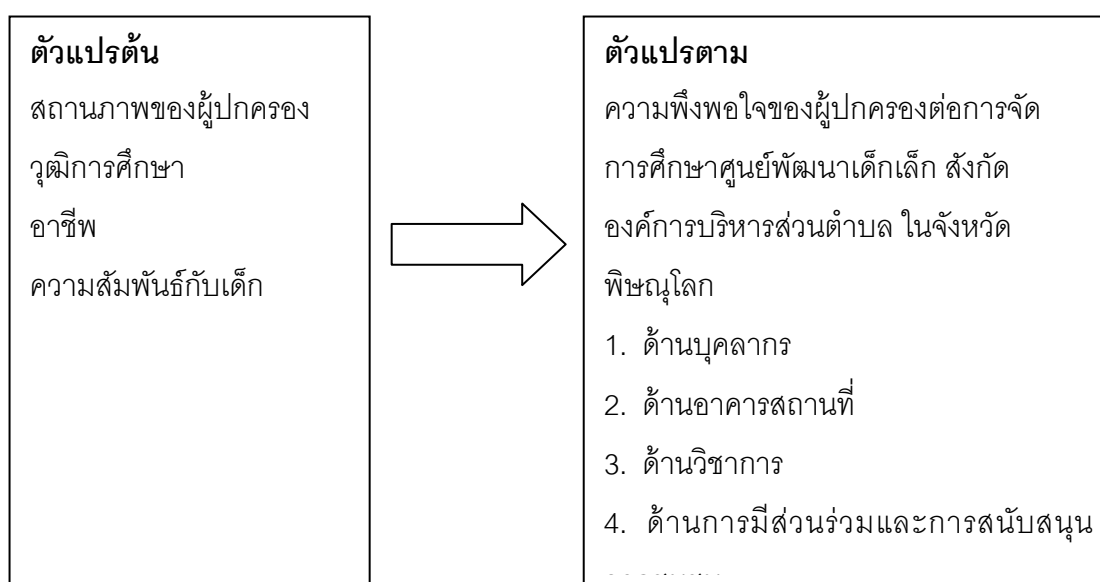 ตัวแปรต้น
สถานภาพของผู้ปกครอง
วุฒิการศึกษา
อาชีพ
ความสัมพันธ์กับเด็ก
ตัวแปรตาม
ความพึงพอใจของผู้ปกครองต่อการจัด
การศึกษาศูนย์พัฒนาเด็กเล็ก สังกัด
องค์การบริหารส่วนตำบล ในจังหวัด
พิษณุโลก
1. ด้านบุคลากร
2. ด้านอาคารสถานที่
3. ด้านวิชาการ
4. ด้านการมีส่วนร่วมและการสนับสนุน